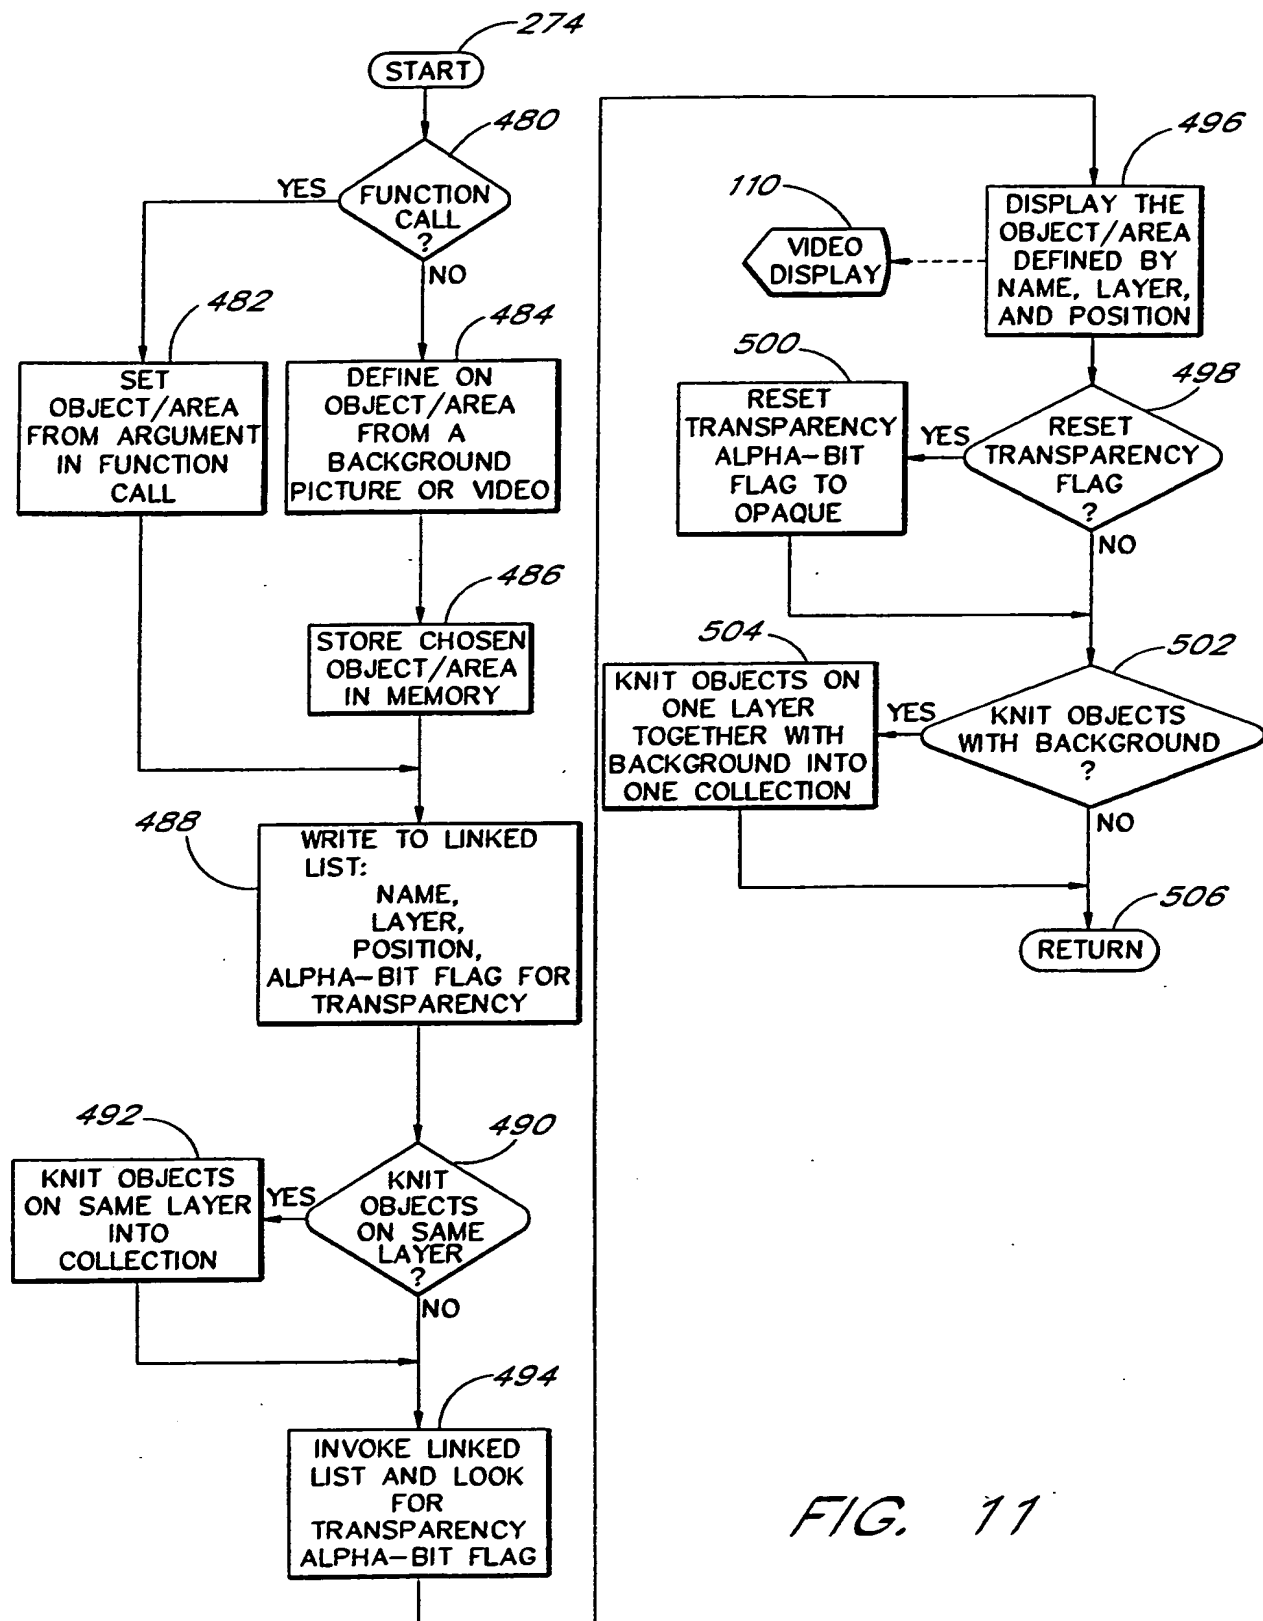 274
START
480
YES
FUNCTION
CALL
?
NO
482
SET
OBJECT/AREA
FROM ARGUMENT
IN FUNCTION
CALL
484
DEFINE ON
OBJECT/AREA
FROM A
BACKGROUND
PICTURE OR VIDEO
486
STORE CHOSEN
OBJECT/AREA
IN MEMORY
488
WRITE TO LINKED
LIST:
NAME,
LAYER,
POSITION,
ALPHA-BIT FLAG FOR
TRANSPARENCY
490
KNIT
OBJECTS
ON SAME
LAYER
?
YES
NO
492
KNIT OBJECTS
ON SAME LAYER
INTO
COLLECTION
494
INVOKE LINKED
LIST AND LOOK
FOR
TRANSPARENCY
ALPHA-BIT FLAG
496
DISPLAY THE
OBJECT/AREA
DEFINED BY
NAME, LAYER,
AND POSITION
110
VIDEO
DISPLAY
498
RESET
TRANSPARENCY
FLAG
?
YES
NO
500
RESET
TRANSPARENCY
ALPHA-BIT
FLAG TO
OPAQUE
502
KNIT OBJECTS
WITH BACKGROUND
?
YES
NO
504
KNIT OBJECTS ON
ONE LAYER
TOGETHER WITH
BACKGROUND INTO
ONE COLLECTION
506
RETURN
FIG. 11